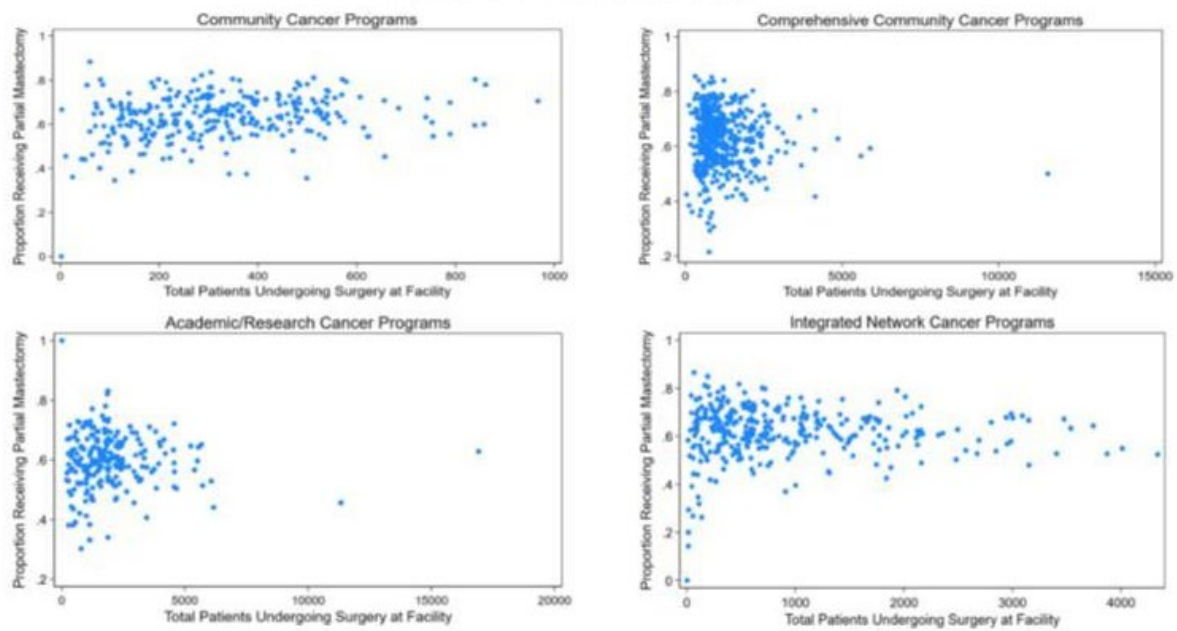 Community Cancer Programs
Proportion Receiving Partial Mastectomy
1
.8
.6
.4
.2
0
0 200 400 600 800 1000
Total Patients Undergoing Surgery at Facility
Comprehensive Community Cancer Programs
Proportion Receiving Partial Mastectomy
1
.8
.6
.4
.2
0 5000 10000 15000
Total Patients Undergoing Surgery at Facility
Academic/Research Cancer Programs
Proportion Receiving Partial Mastectomy
1
.8
.6
.4
.2
0 5000 10000 15000 20000
Total Patients Undergoing Surgery at Facility
Integrated Network Cancer Programs
Proportion Receiving Partial Mastectomy
1
.8
.6
.4
.2
0
0 1000 2000 3000 4000
Total Patients Undergoing Surgery at Facility